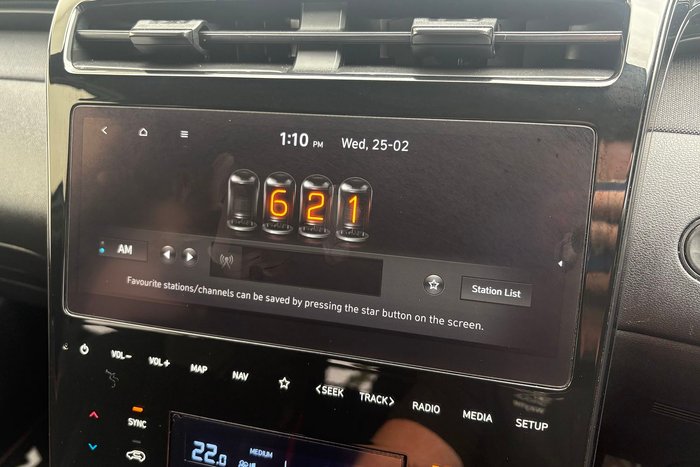 1:10 PM Wed, 25-02
621
AM
Station List
Favourite stations/channels can be saved by pressing the star button on the screen.
VOL- VOL+ MAP NAV <SEEK TRACK> RADIO MEDIA SETUP
SYNC
22.0 MEDIUM